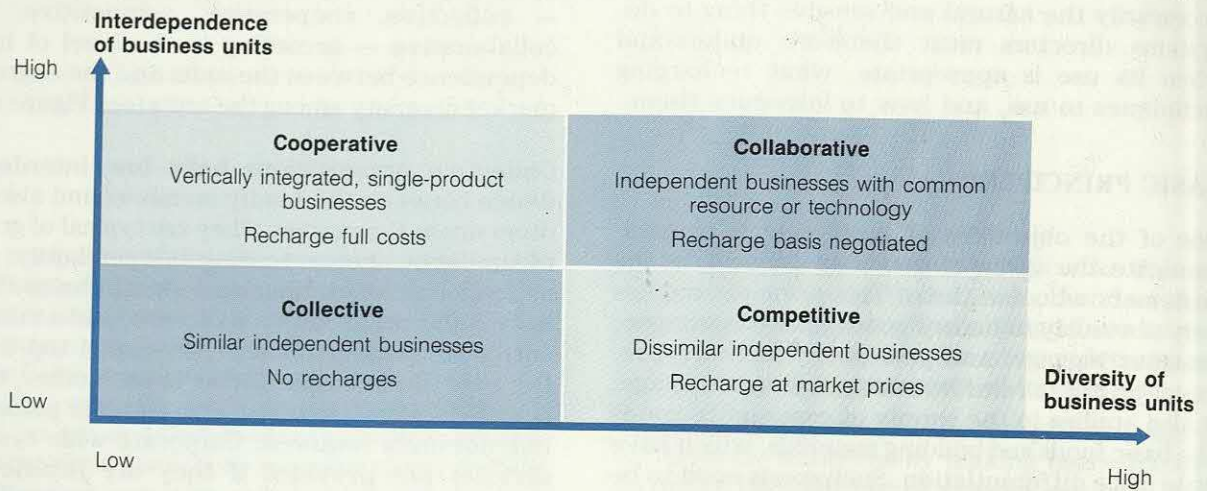 Interdependence
of business units
High
Cooperative
Vertically integrated, single-product
businesses
Recharge full costs
Collaborative
Independent businesses with common
resource or technology
Recharge basis negotiated
Collective
Similar independent businesses
No recharges
Competitive
Dissimilar independent businesses
Recharge at market prices
Diversity of
business units
Low
Low
High